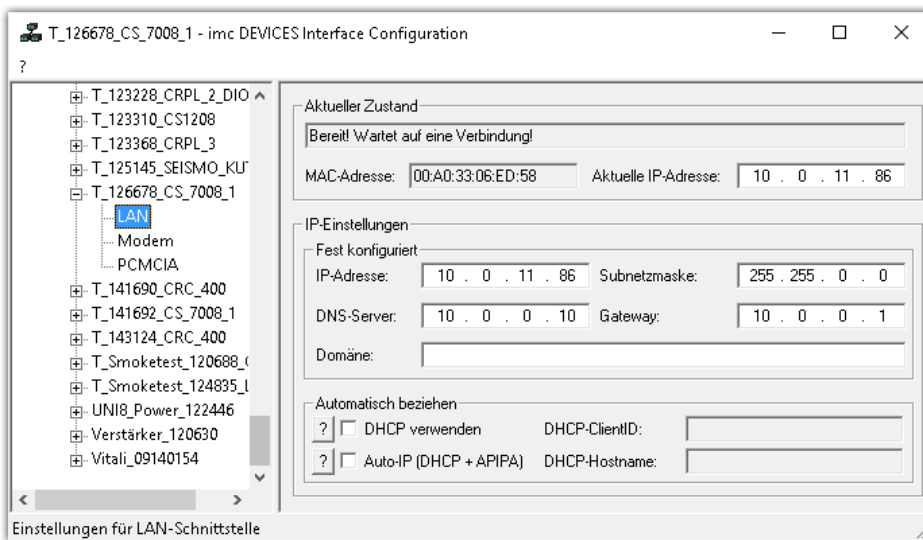 T_126678_CS_7008_1 - imc DEVICES Interface Configuration
?
T_123228_CRPL_2_DIO
T_123310_CS1208
T_123368_CRPL_3
T_125145_SEISMO_KU
T_126678_CS_7008_1
LAN
Modem
PCMCIA
T_141690_CRC_400
T_141692_CS_7008_1
T_143124_CRC_400
T_Smoketest_120688_
T_Smoketest_124835_L
UNI8_Power_122446
Verstärker_120630
Vitali_09140154
Aktueller Zustand
Bereit! Wartet auf eine Verbindung!
MAC-Adresse: 00:A0:33:06:ED:58 Aktuelle IP-Adresse: 10 . 0 . 11 . 86
IP-Einstellungen
Fest konfiguriert
IP-Adresse: 10 . 0 . 11 . 86 Subnetzmaske: 255 . 255 . 0 . 0
DNS-Server: 10 . 0 . 0 . 10 Gateway: 10 . 0 . 0 . 1
Domäne:
Automatisch beziehen
? DHCP verwenden DHCP-ClientID:
? Auto-IP (DHCP + APIPA) DHCP-Hostname:
Einstellungen für LAN-Schnittstelle